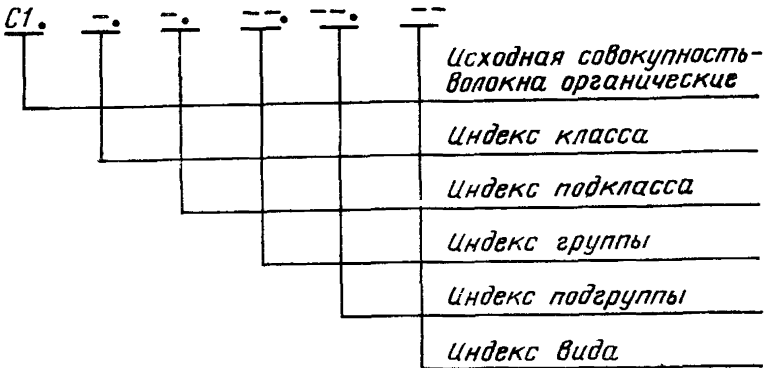 С1. –. –. ––. ––. ––
Исходная совокупность-
волокна органические
Индекс класса
Индекс подкласса
Индекс группы
Индекс подгруппы
Индекс вида